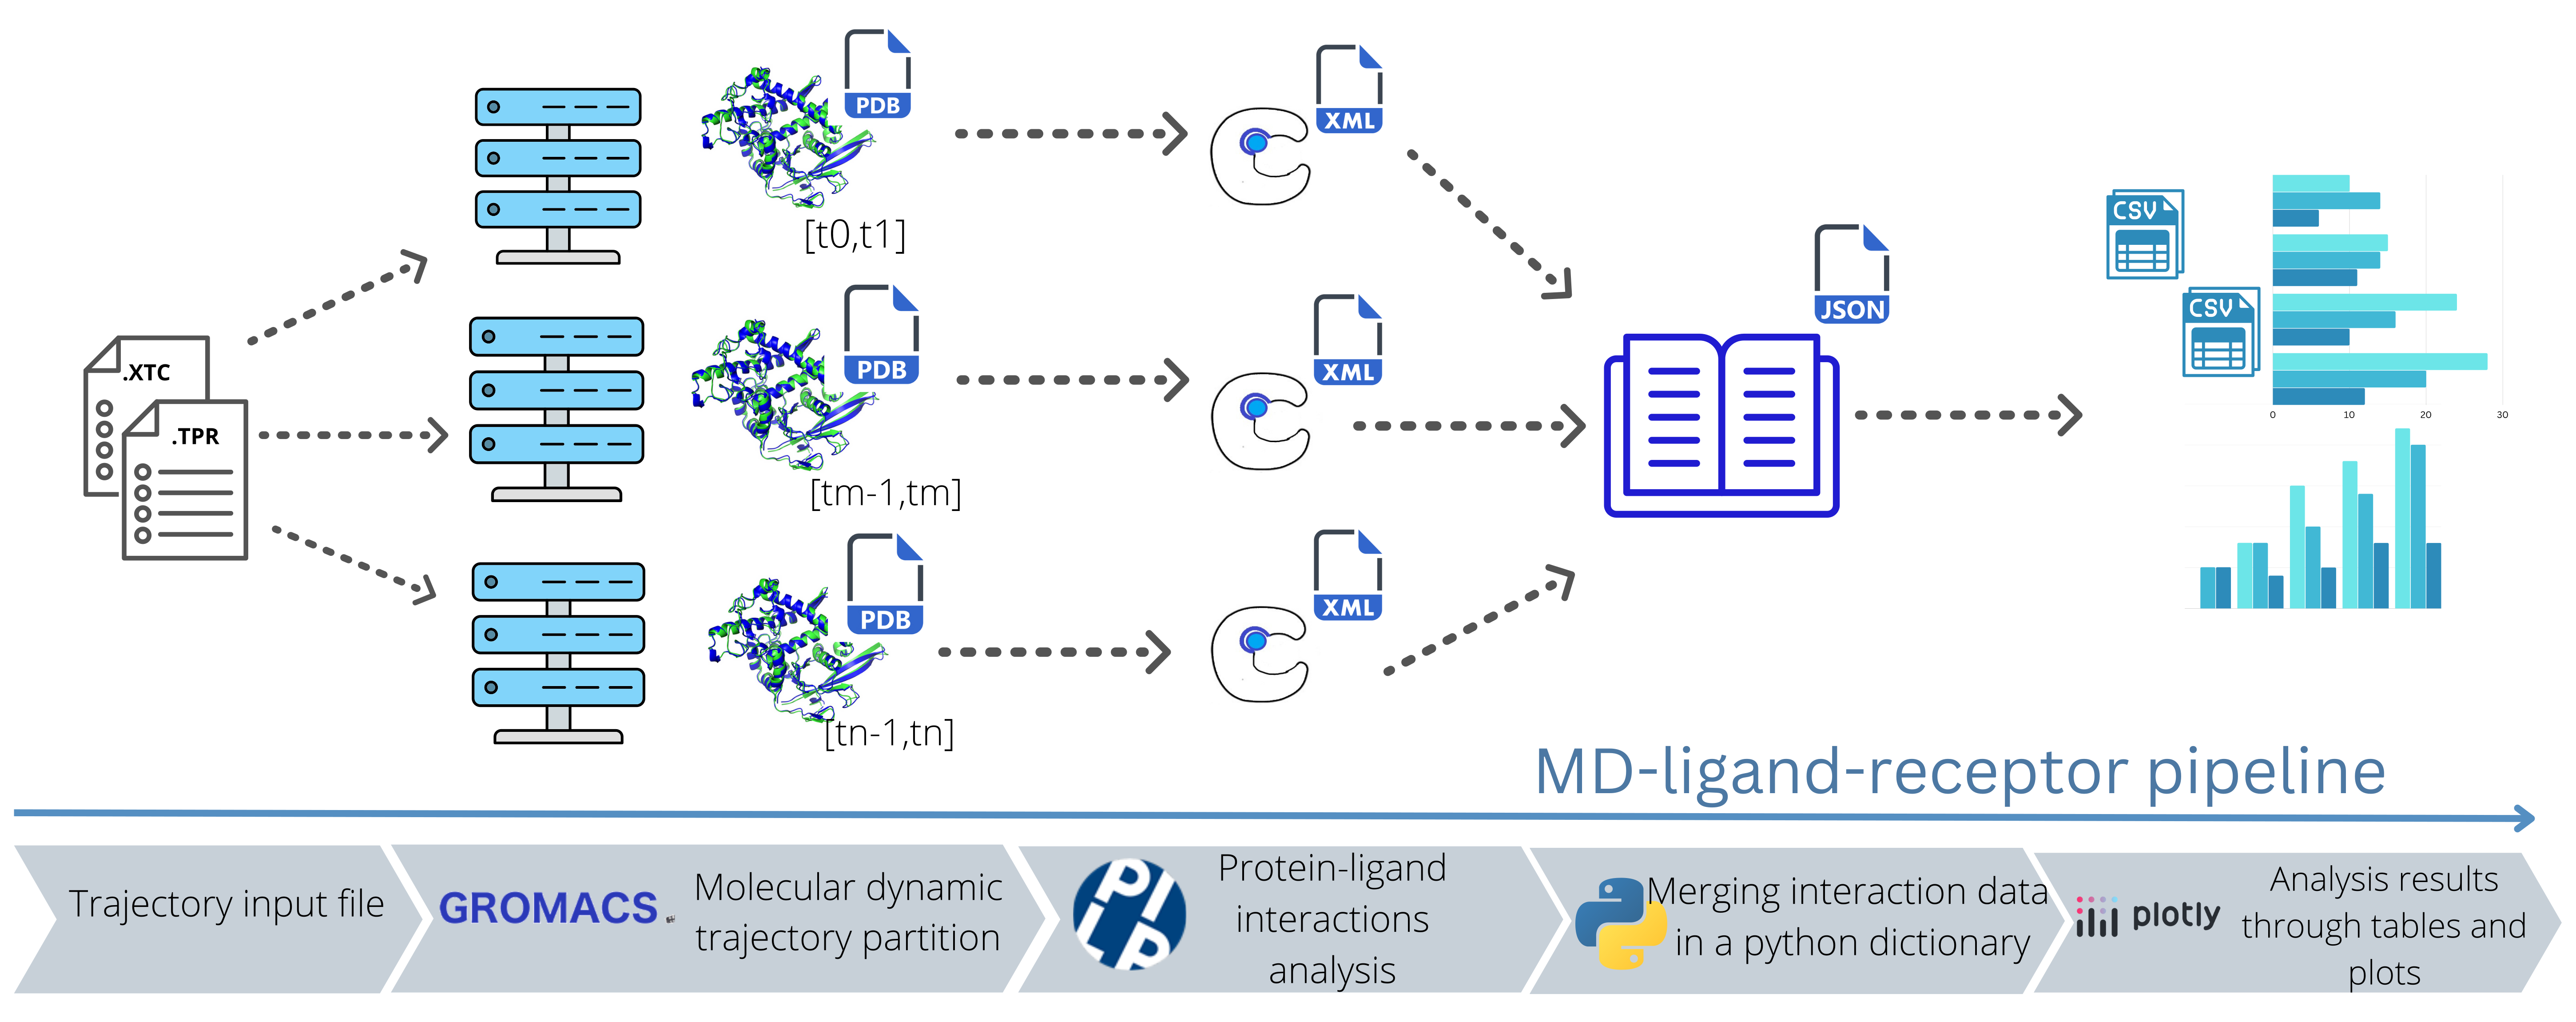 .XTC
.TPR
PDB
[t0,t1]
PDB
[tm-1,tm]
PDB
[tn-1,tn]
XML
XML
XML
JSON
CSV
CSV
0 10 20 30
MD-ligand-receptor pipeline
Trajectory input file
GROMACS
Molecular dynamic
trajectory partition
PLIP
Protein-ligand
interactions
analysis
Merging interaction data
in a python dictionary
plotly
Analysis results
through tables and
plots